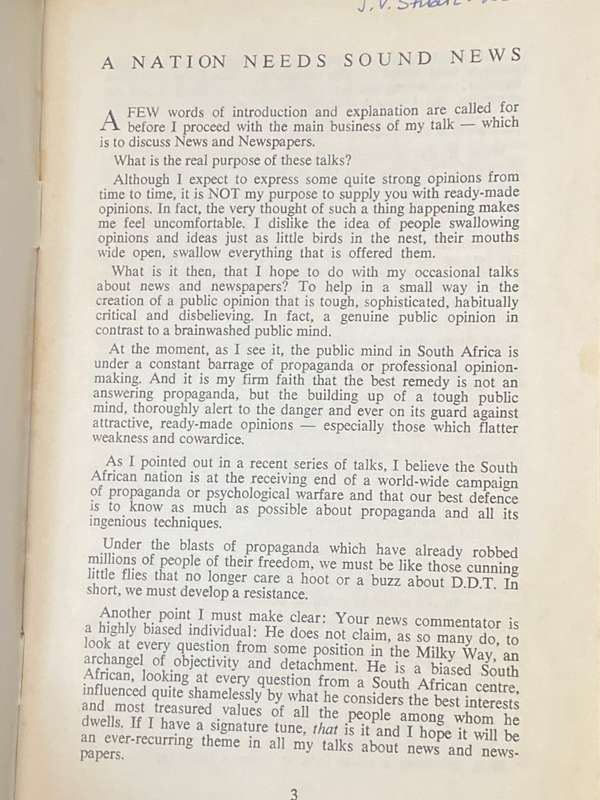 J. V. 
A NATION NEEDS SOUND NEWS
A FEW words of introduction and explanation are called for
before I proceed with the main business of my talk — which
is to discuss News and Newspapers.
What is the real purpose of these talks?
Although I expect to express some quite strong opinions from
time to time, it is NOT my purpose to supply you with ready-made
opinions. In fact, the very thought of such a thing happening makes
me feel uncomfortable. I dislike the idea of people swallowing
opinions and ideas just as little birds in the nest, their mouths
wide open, swallow everything that is offered them.
What is it then, that I hope to do with my occasional talks
about news and newspapers? To help in a small way in the
creation of a public opinion that is tough, sophisticated, habitually
critical and disbelieving. In fact, a genuine public opinion in
contrast to a brainwashed public mind.
At the moment, as I see it, the public mind in South Africa is
under a constant barrage of propaganda or professional opinion-
making. And it is my firm faith that the best remedy is not an
answering propaganda, but the building up of a tough public
mind, thoroughly alert to the danger and ever on its guard against
attractive, ready-made opinions — especially those which flatter
weakness and cowardice.
As I pointed out in a recent series of talks, I believe the South
African nation is at the receiving end of a world-wide campaign
of propaganda or psychological warfare and that our best defence
is to know as much as possible about propaganda and all its
ingenious techniques.
Under the blasts of propaganda which have already robbed
millions of people of their freedom, we must be like those cunning
little flies that no longer care a hoot or a buzz about D.D.T. In
short, we must develop a resistance.
Another point I must make clear: Your news commentator is
a highly biased individual: He does not claim, as so many do, to
look at every question from some position in the Milky Way, an
archangel of objectivity and detachment. He is a biased South
African, looking at every question from a South African centre,
influenced quite shamelessly by what he considers the best interests
and most treasured values of all the people among whom he
dwells. If I have a signature tune, that is it and I hope it will be
an ever-recurring theme in all my talks about news and news-
papers.
3